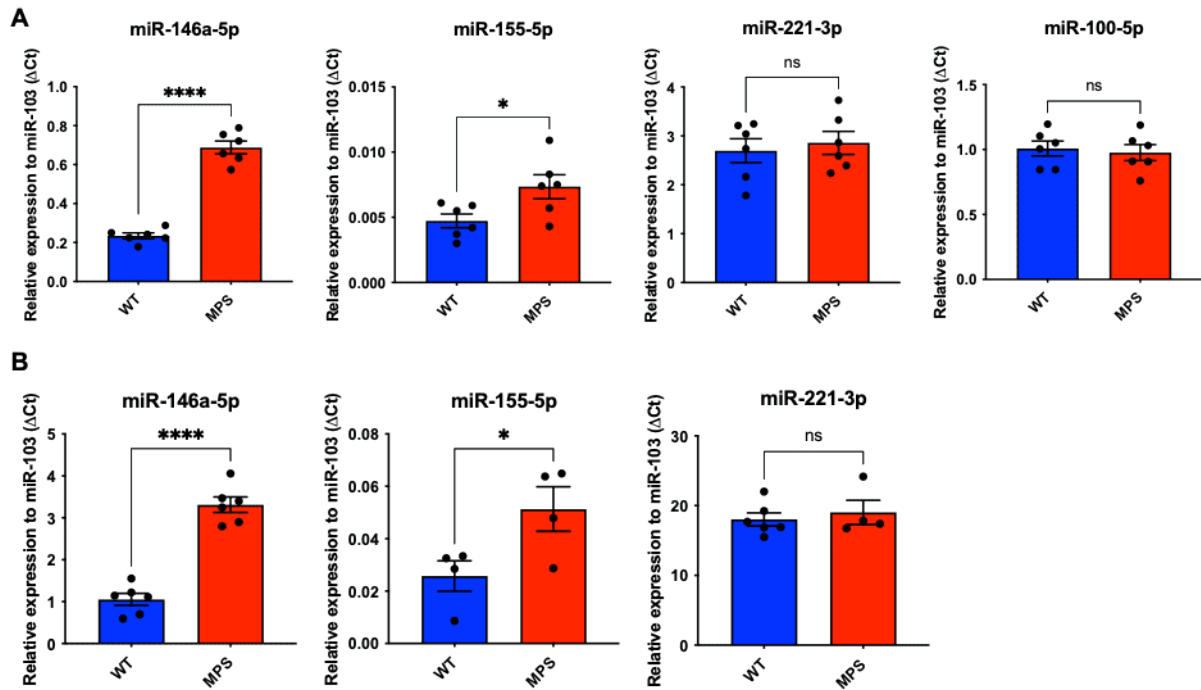 A
miR-146a-5p
Relative expression to miR-103 (ΔCt)
1.0
0.8
0.6
0.4
0.2
0.0
****
WT
MPS
miR-155-5p
Relative expression to miR-103 (ΔCt)
0.015
0.010
0.005
0.000
*
WT
MPS
miR-221-3p
Relative expression to miR-103 (ΔCt)
4
3
2
1
0
ns
WT
MPS
miR-100-5p
Relative expression to miR-103 (ΔCt)
1.5
1.0
0.5
0.0
ns
WT
MPS
B
miR-146a-5p
Relative expression to miR-103 (ΔCt)
5
4
3
2
1
0
****
WT
MPS
miR-155-5p
Relative expression to miR-103 (ΔCt)
0.08
0.06
0.04
0.02
0.00
*
WT
MPS
miR-221-3p
Relative expression to miR-103 (ΔCt)
30
20
10
0
ns
WT
MPS